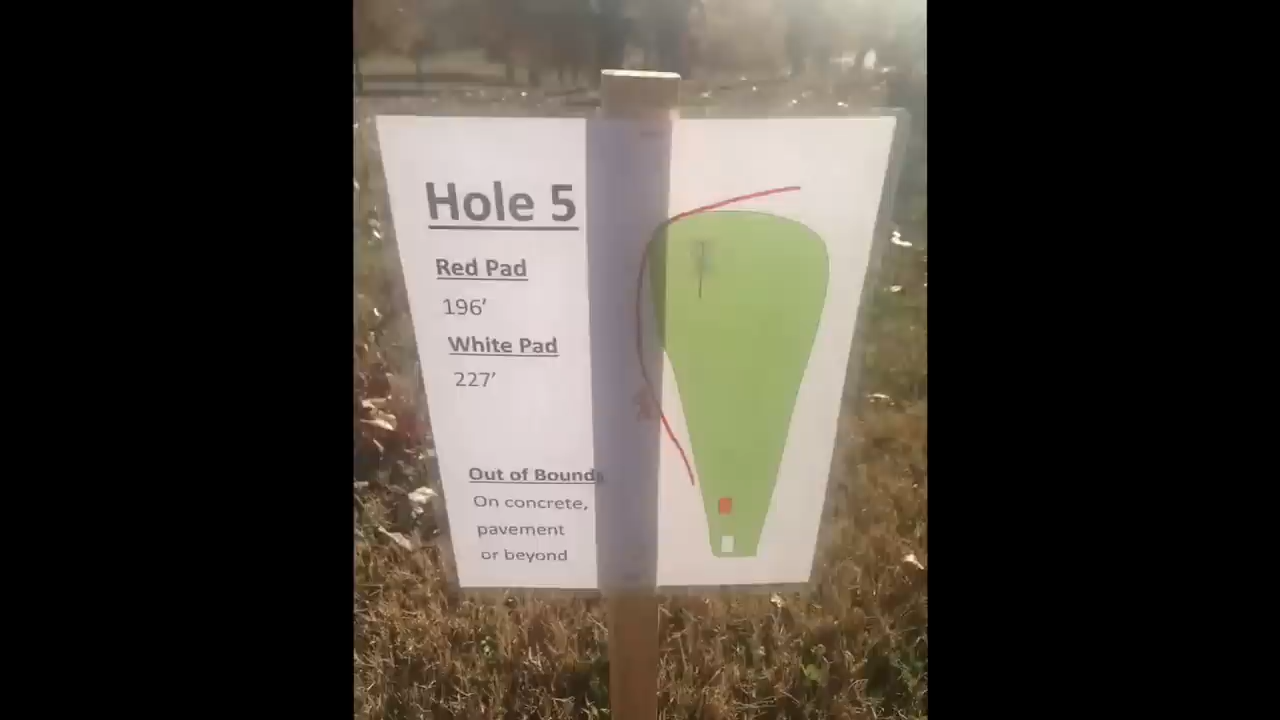 Hole 5
Red Pad
196'
White Pad
227'
Out of Bounds
On concrete,
pavement
or beyond